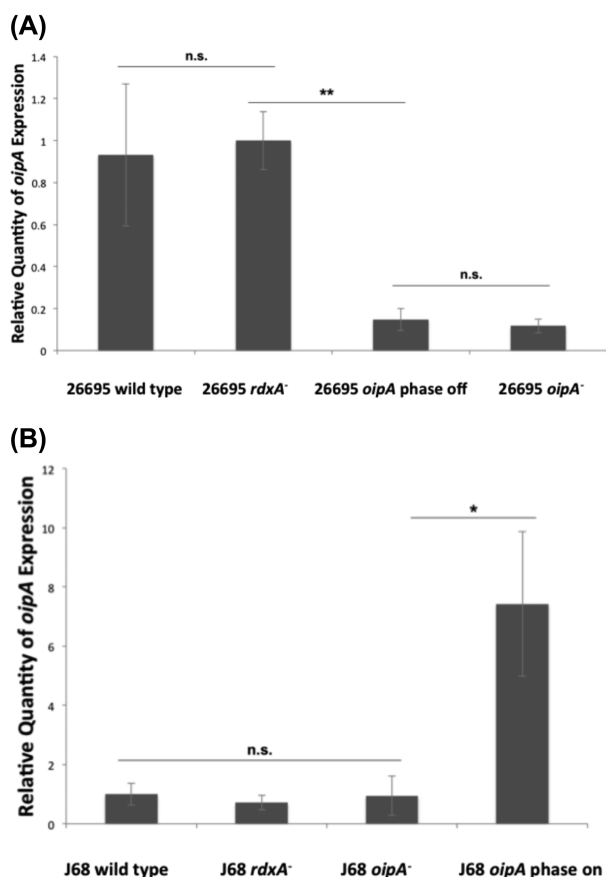 (A)
Relative Quantity of oipA Expression
1.4
1.2
1
0.8
0.6
0.4
0.2
0
n.s.
**
n.s.
26695 wild type
26695 rdxA⁻
26695 oipA phase off
26695 oipA⁻
(B)
Relative Quantity of oipA Expression
12
10
8
6
4
2
0
*
n.s.
J68 wild type
J68 rdxA⁻
J68 oipA⁻
J68 oipA phase on